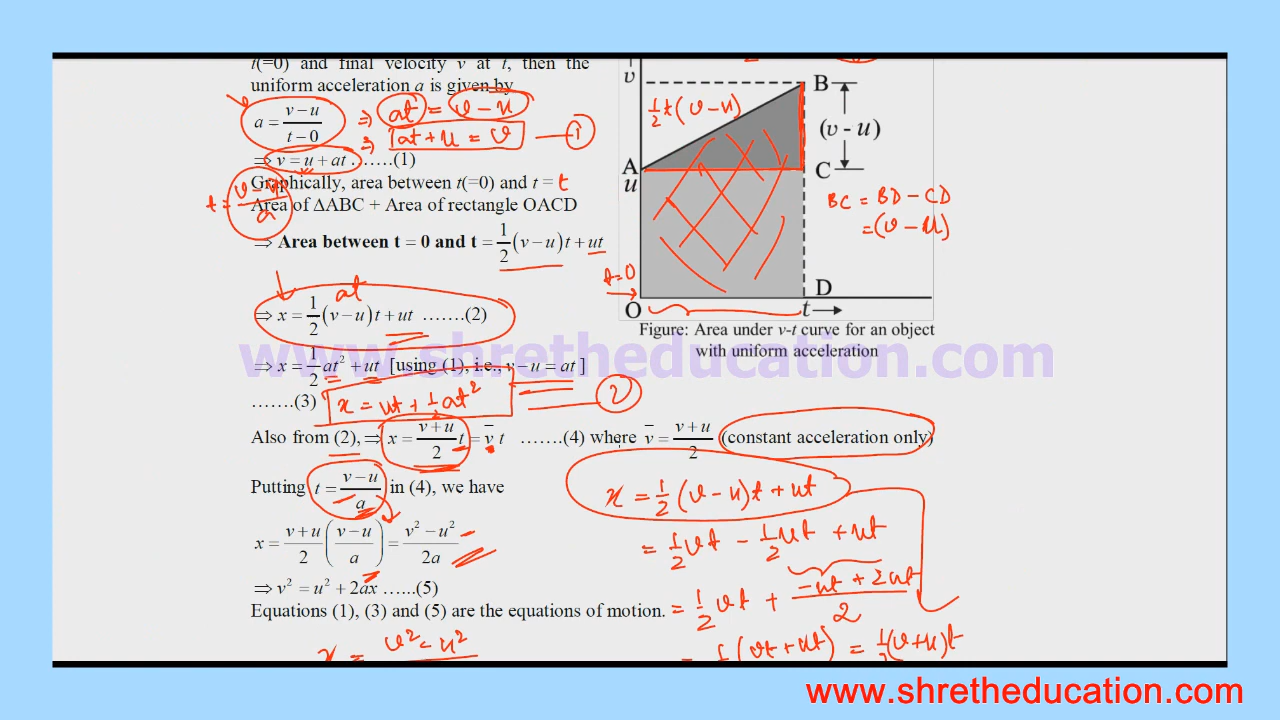 t(=0) and final velocity v at t, then the
uniform acceleration a is given by
a = (v−u)/(t−0) ⇒ at = v − u
⇒ at + u = v —①
⇒ v = u + at .......(1)
Graphically, area between t(=0) and t = t
t = (v−u)/a
Area of ΔABC + Area of rectangle OACD
⇒ Area between t = 0 and t = 1/2 (v−u)t + ut
at
⇒ x = 1/2 (v−u)t + ut .......(2)
⇒ x = 1/2 at² + ut [using (1), i.e., v−u = at]
.......(3) x = ut + 1/2 at² — ②
Also from (2), ⇒ x = (v+u)/2 t = v̄ t .......(4) where v̄ = (v+u)/2 (constant acceleration only)
Putting t = (v−u)/a in (4), we have
x = (v+u)/2 ((v−u)/a) = (v²−u²)/2a
⇒ v² = u² + 2ax ......(5)
Equations (1), (3) and (5) are the equations of motion.
v
1/2 t(v−u)
B
(v - u)
A
u
C
BC = BD − CD
= (v − u)
t=0
O
D
t
Figure: Area under v-t curve for an object
with uniform acceleration
x = 1/2 (v − u)t + ut
= 1/2 vt − 1/2 ut + ut
= 1/2 vt + (−ut + 2ut)/2
(vt + ut) = 1/2 (v+u)t
www.shretheducation.com
www.shretheducation.com